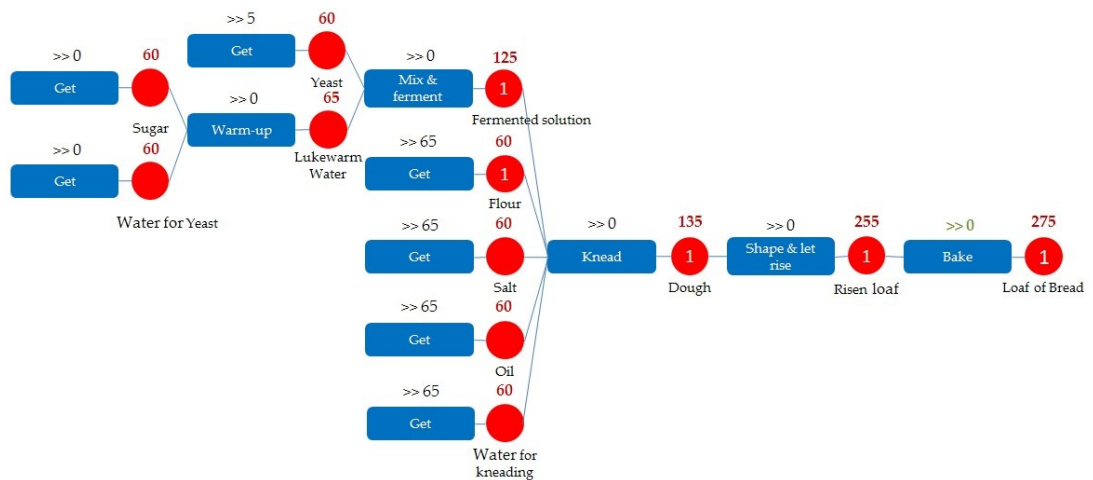 >> 5
60
>> 0
60
Get
>> 0
125
Get
Yeast
Mix &
ferment
1
>> 0
65
Sugar
Warm-up
Fermented solution
>> 0
60
Get
Lukewarm
Water
>> 65
60
Get
1
Water for Yeast
Flour
>> 65
60
>> 0
135
>> 0
255
>> 0
275
Get
Knead
1
Shape & let
rise
1
Bake
1
Salt
Dough
Risen loaf
Loaf of Bread
>> 65
60
Get
Oil
>> 65
60
Get
Water for
kneading